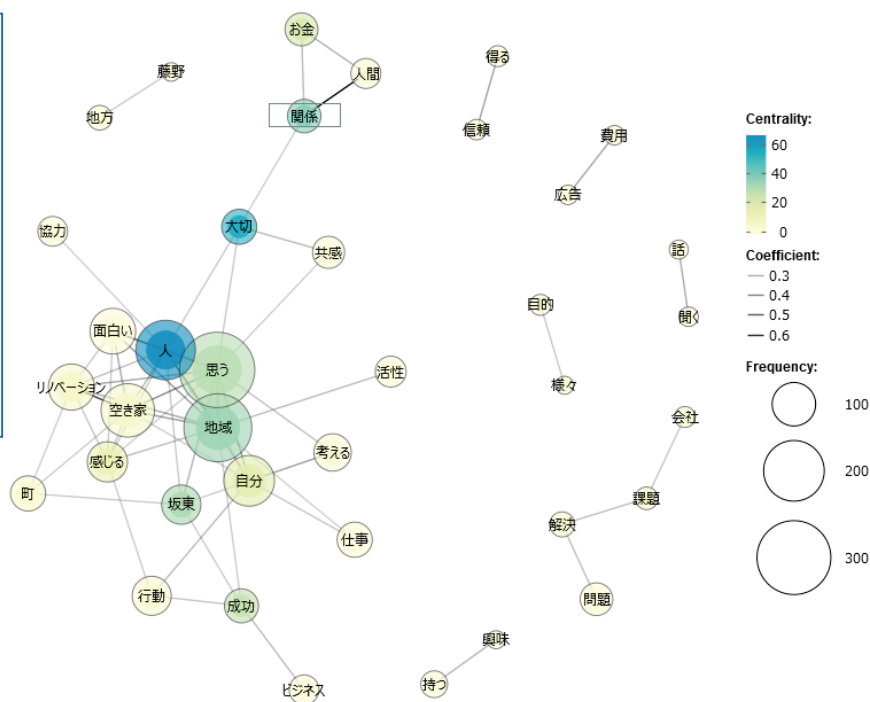 お金
人間
関係
藤野
地方
得る
信頼
費用
広告
大切
共感
協力
話
聞く
目的
様々
面白い
人
思う
リノベーション
空き家
地域
活性
感じる
自分
考える
町
坂東
仕事
会社
課題
解決
問題
行動
成功
ビジネス
興味
持つ
Centrality:
60
40
20
0
Coefficient:
0.3
0.4
0.5
0.6
Frequency:
100
200
300